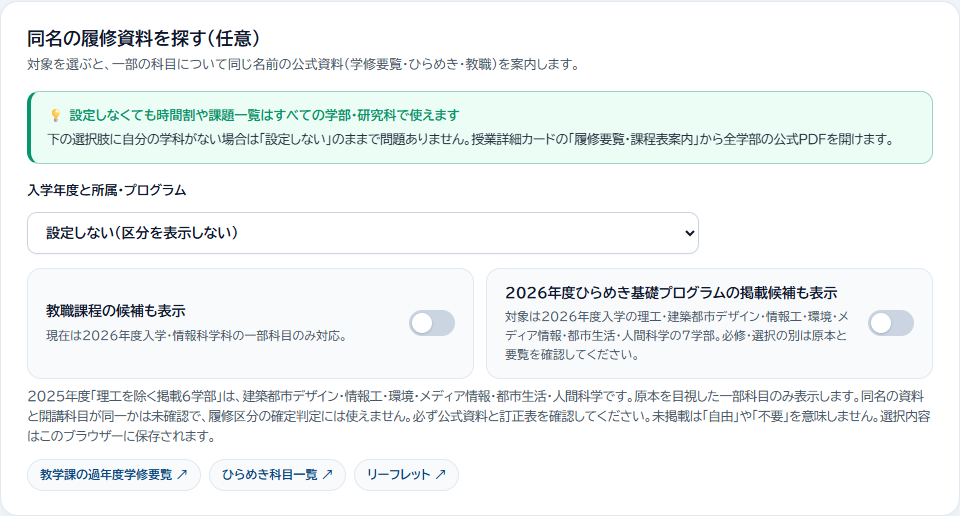 同名の履修資料を探す(任意)
対象を選ぶと、一部の科目について同じ名前の公式資料(学修要覧・ひらめき・教職)を案内します。
💡 設定しなくても時間割や課題一覧はすべての学部・研究科で使えます
下の選択肢に自分の学科がない場合は「設定しない」のままで問題ありません。授業詳細カードの「履修要覧・課程表案内」から全学部の公式PDFを開けます。
入学年度と所属・プログラム
設定しない(区分を表示しない)
教職課程の候補も表示
現在は2026年度入学・情報科学科の一部科目のみ対応。
2026年度ひらめき基礎プログラムの掲載候補も表示
対象は2026年度入学の理工・建築都市デザイン・情報工・環境・メ
ディア情報・都市生活・人間科学の7学部。必修・選択の別は原本と
要覧を確認してください。
2025年度「理工を除く掲載6学部」は、建築都市デザイン・情報工・環境・メディア情報・都市生活・人間科学です。原本を目視した一部科目のみ表示します。同名の資料
と開講科目が同一かは未確認で、履修区分の確定判定には使えません。必ず公式資料と訂正表を確認してください。未掲載は「自由」や「不要」を意味しません。選択内容
はこのブラウザーに保存されます。
教学課の過年度学修要覧 ↗
ひらめき科目一覧 ↗
リーフレット ↗